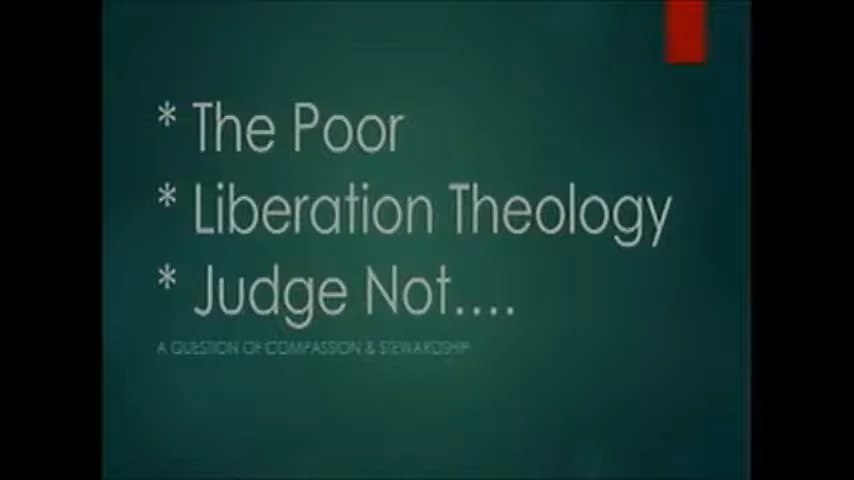 * The Poor
* Liberation Theology
* Judge Not....
A QUESTION OF COMPASSION & STEWARDSHIP